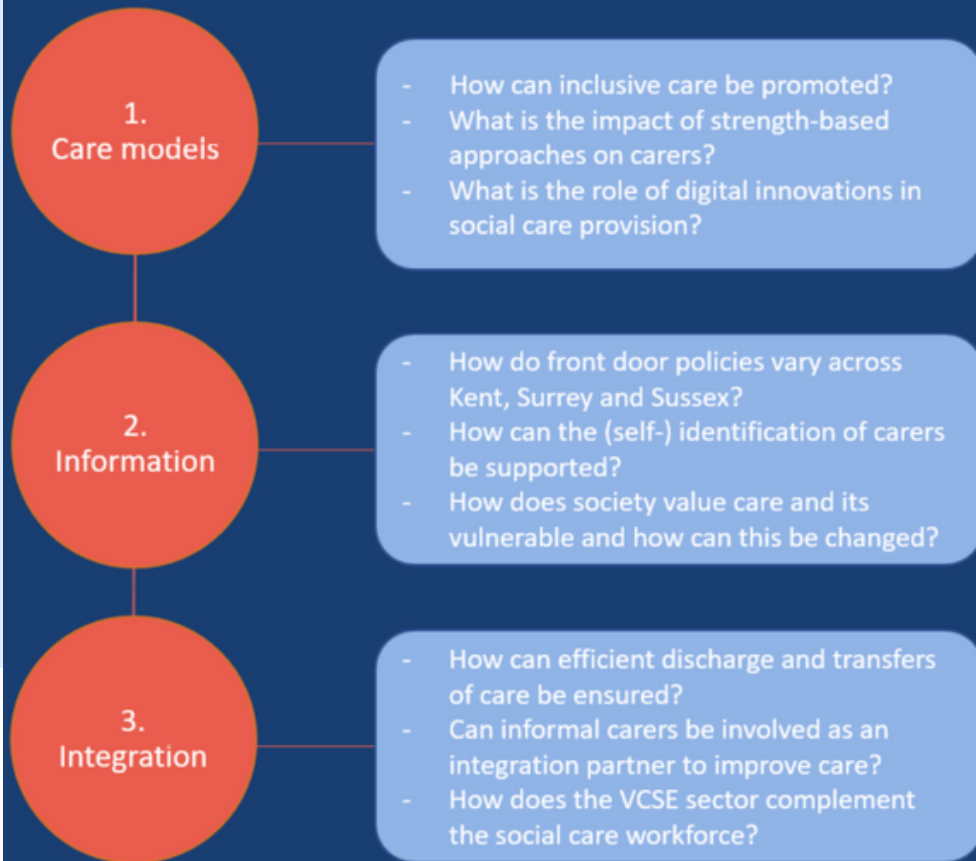 1.
Care models
- How can inclusive care be promoted?
- What is the impact of strength-based
approaches on carers?
- What is the role of digital innovations in
social care provision?
2.
Information
- How do front door policies vary across
Kent, Surrey and Sussex?
- How can the (self-) identification of carers
be supported?
- How does society value care and its
vulnerable and how can this be changed?
3.
Integration
- How can efficient discharge and transfers
of care be ensured?
- Can informal carers be involved as an
integration partner to improve care?
- How does the VCSE sector complement
the social care workforce?